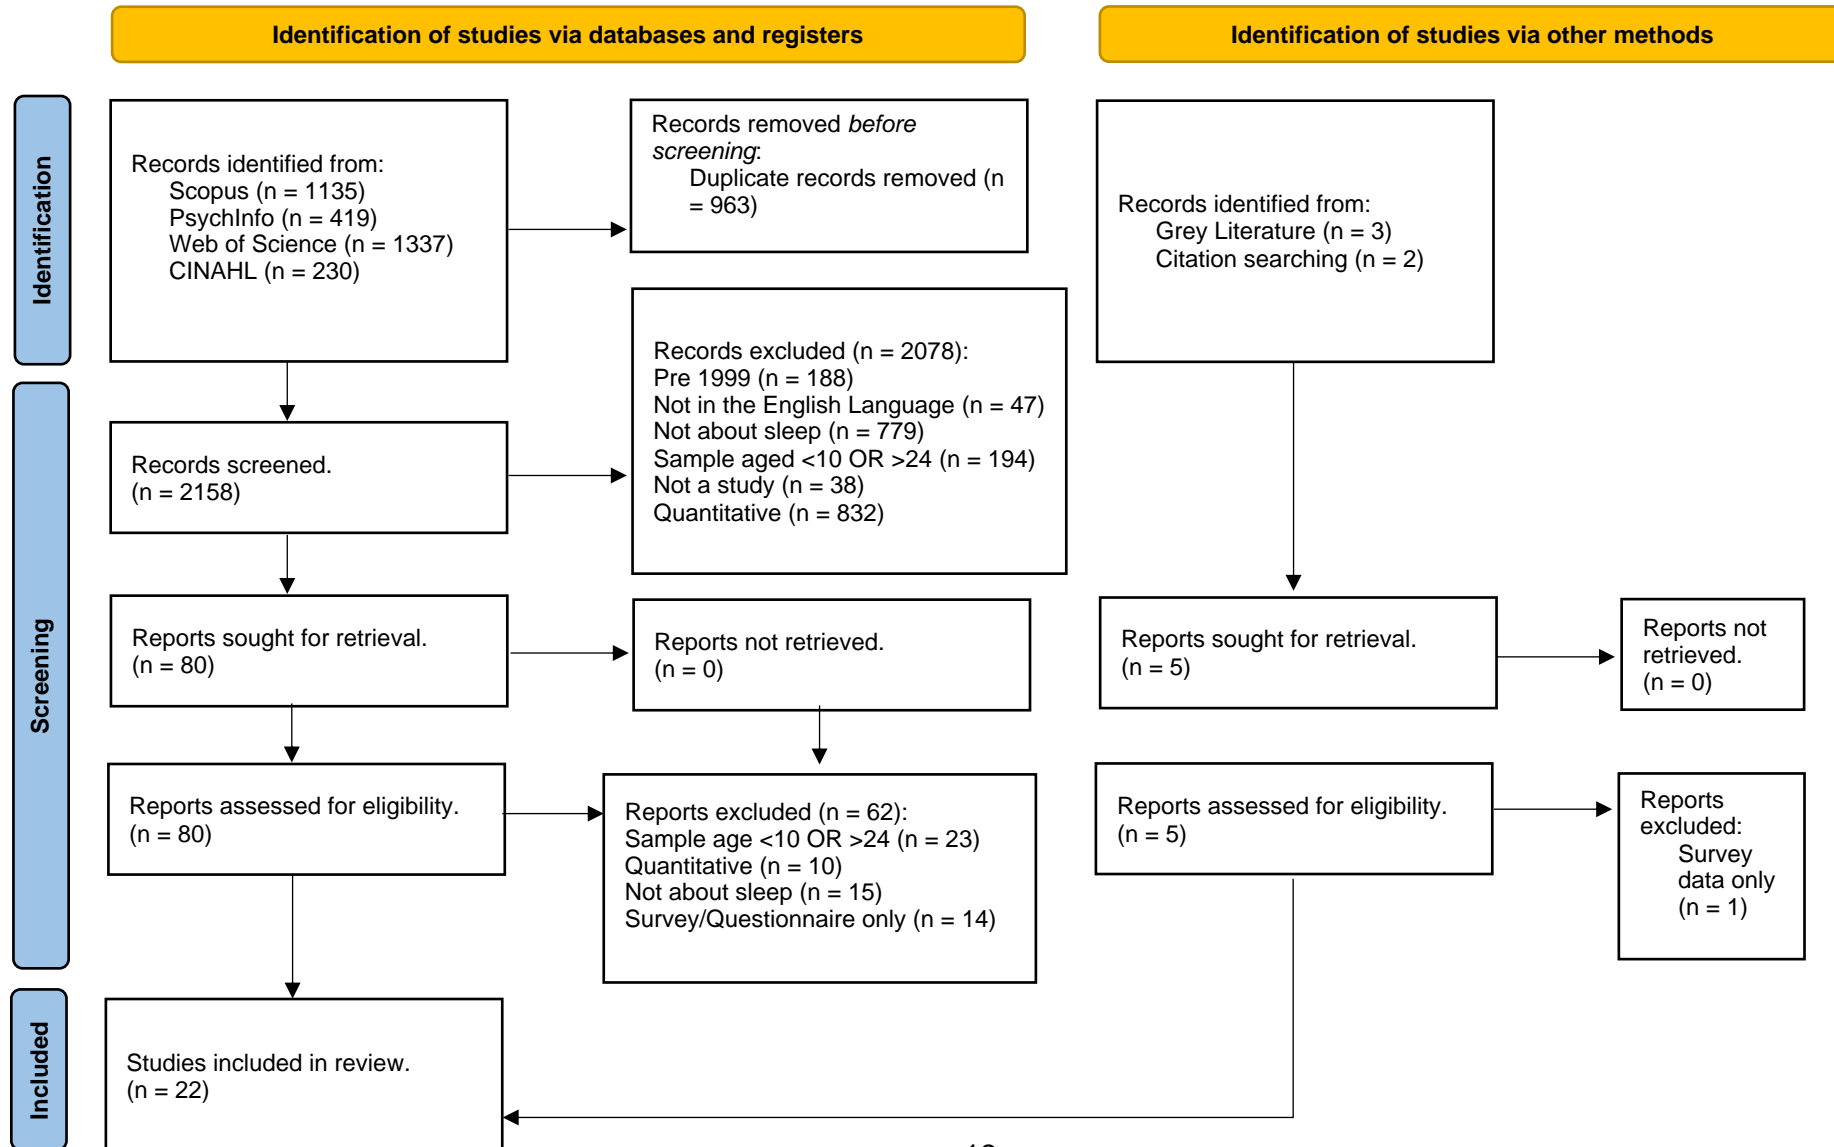 Identification of studies via databases and registers
Identification of studies via other methods
Identification
Records identified from:
Scopus (n = 1135)
PsychInfo (n = 419)
Web of Science (n = 1337)
CINAHL (n = 230)
Records removed before
screening:
Duplicate records removed (n
= 963)
Records identified from:
Grey Literature (n = 3)
Citation searching (n = 2)
Screening
Records screened.
(n = 2158)
Records excluded (n = 2078):
Pre 1999 (n = 188)
Not in the English Language (n = 47)
Not about sleep (n = 779)
Sample aged <10 OR >24 (n = 194)
Not a study (n = 38)
Quantitative (n = 832)
Reports sought for retrieval.
(n = 80)
Reports not retrieved.
(n = 0)
Reports sought for retrieval.
(n = 5)
Reports not
retrieved.
(n = 0)
Reports assessed for eligibility.
(n = 80)
Reports excluded (n = 62):
Sample age <10 OR >24 (n = 23)
Quantitative (n = 10)
Not about sleep (n = 15)
Survey/Questionnaire only (n = 14)
Reports assessed for eligibility.
(n = 5)
Reports
excluded:
Survey
data only
(n = 1)
Included
Studies included in review.
(n = 22)